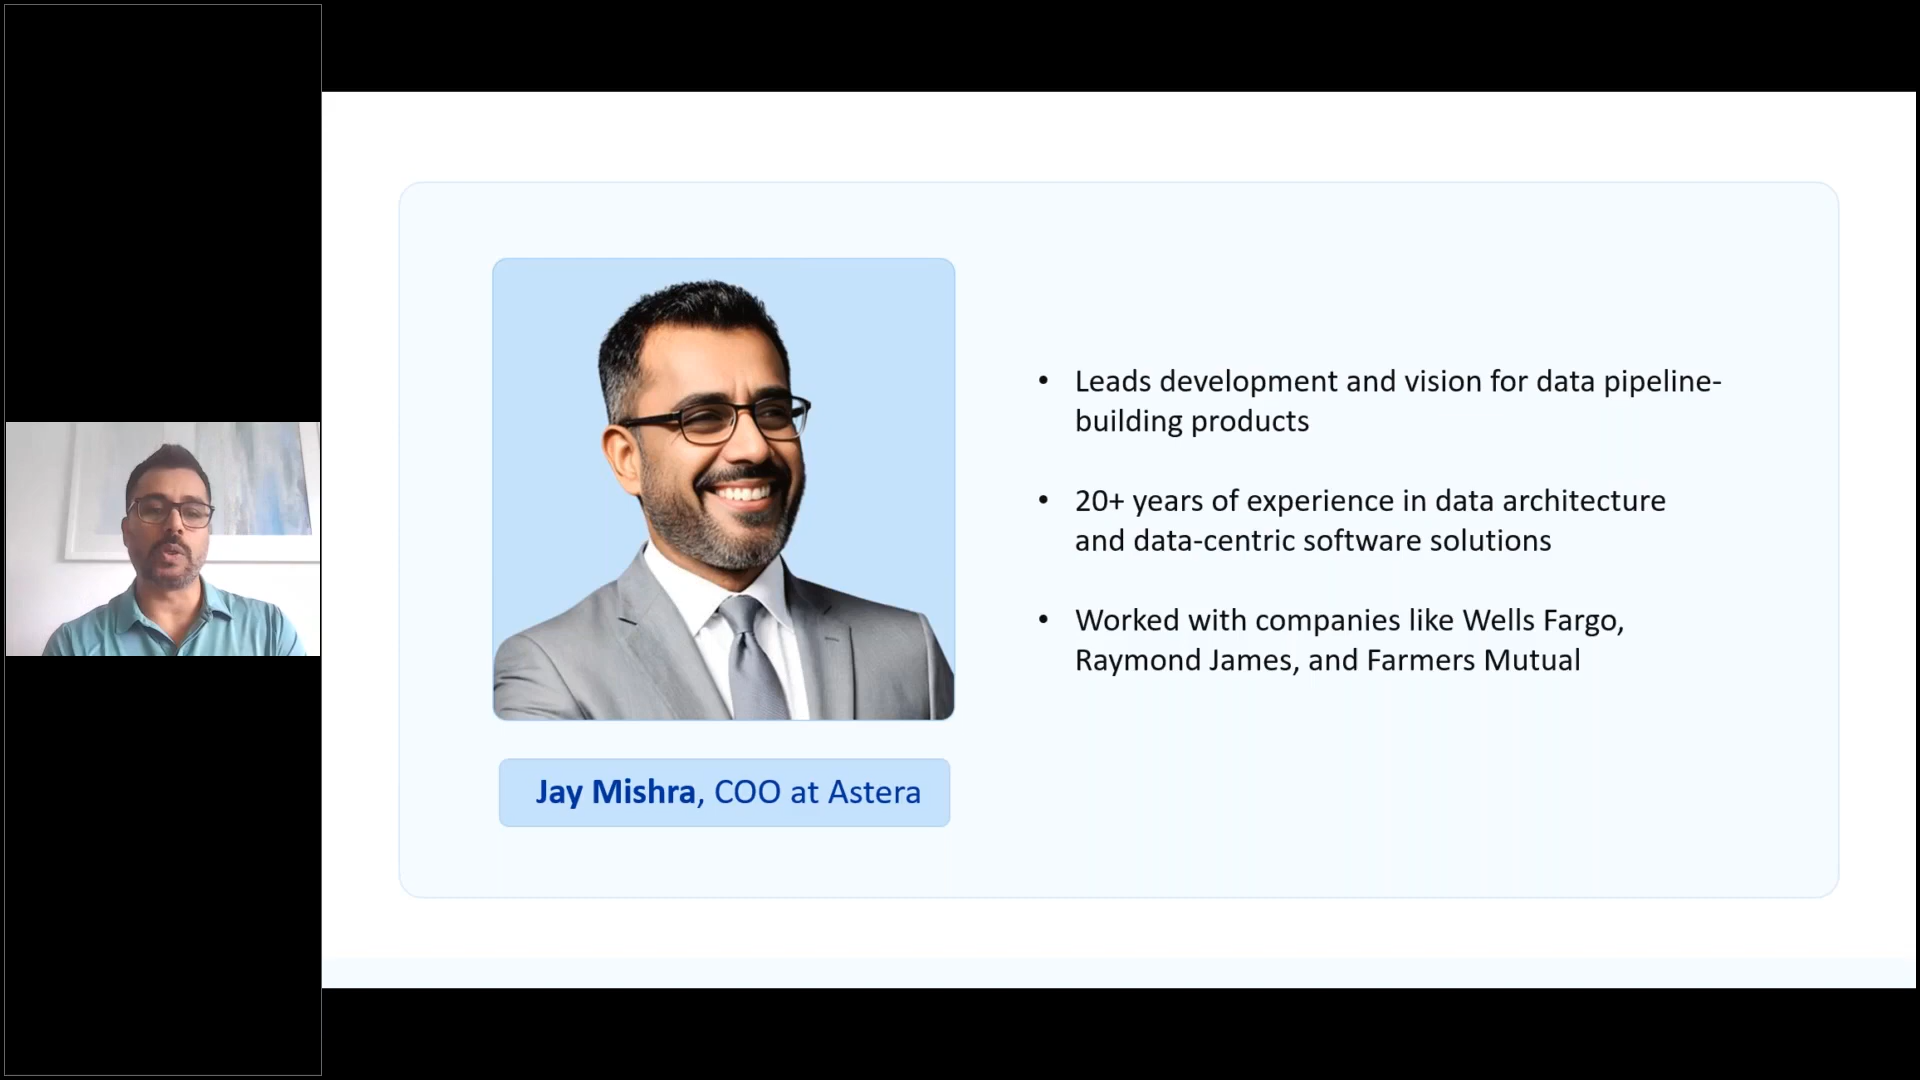 • Leads development and vision for data pipeline-
building products
• 20+ years of experience in data architecture
and data-centric software solutions
• Worked with companies like Wells Fargo,
Raymond James, and Farmers Mutual
Jay Mishra, COO at Astera